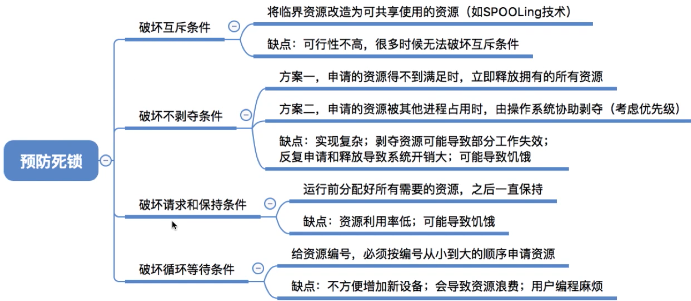 预防死锁
破坏互斥条件
将临界资源改造为可共享使用的资源（如SPOOLing技术）
缺点：可行性不高，很多时候无法破坏互斥条件
破坏不剥夺条件
方案一，申请的资源得不到满足时，立即释放拥有的所有资源
方案二，申请的资源被其他进程占用时，由操作系统协助剥夺（考虑优先级）
缺点：实现复杂；剥夺资源可能导致部分工作失效；
反复申请和释放导致系统开销大；可能导致饥饿
破坏请求和保持条件
运行前分配好所有需要的资源，之后一直保持
缺点：资源利用率低；可能导致饥饿
破坏循环等待条件
给资源编号，必须按编号从小到大的顺序申请资源
缺点：不方便增加新设备；会导致资源浪费；用户编程麻烦